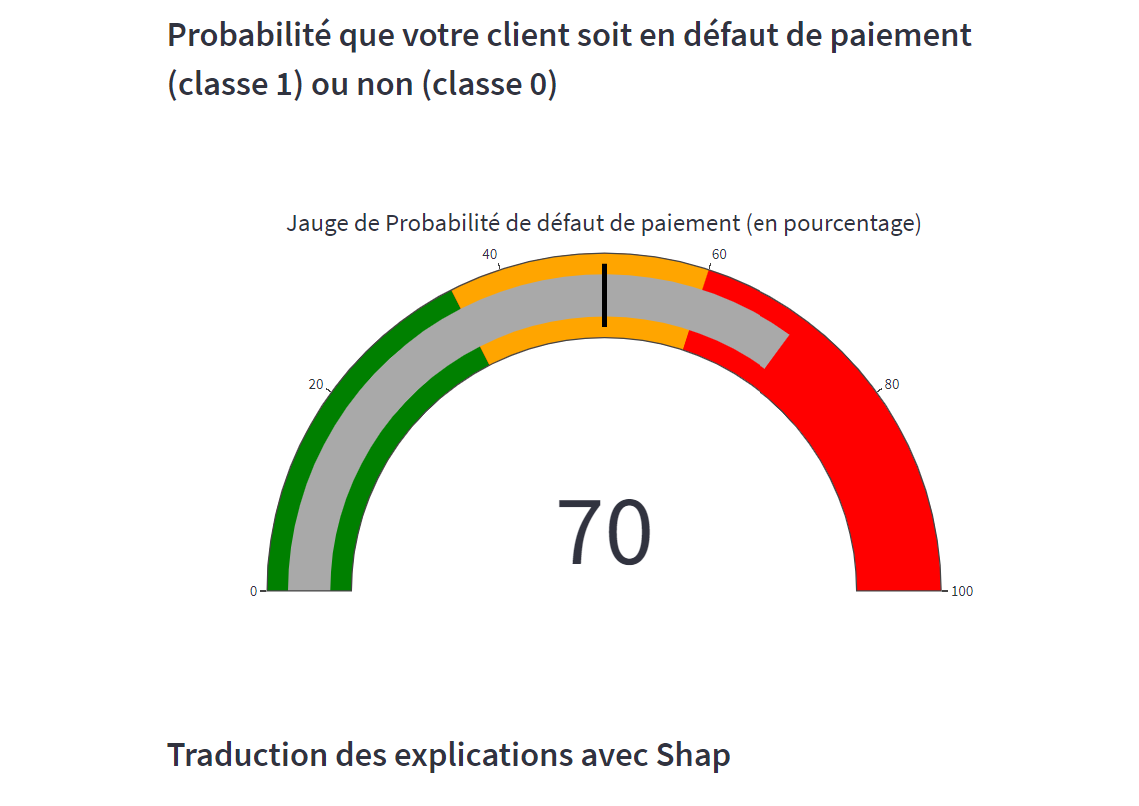 Probabilité que votre client soit en défaut de paiement
(classe 1) ou non (classe 0)
Jauge de Probabilité de défaut de paiement (en pourcentage)
0
20
40
60
80
100
70
Traduction des explications avec Shap